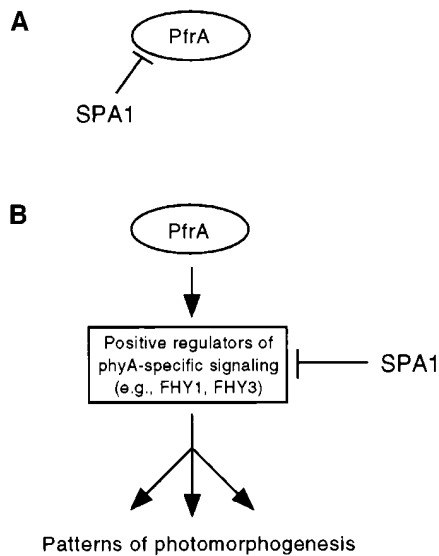 A
PfrA
SPA1
B
PfrA
Positive regulators of
phyA-specific signaling
(e.g., FHY1, FHY3)
SPA1
Patterns of photomorphogenesis